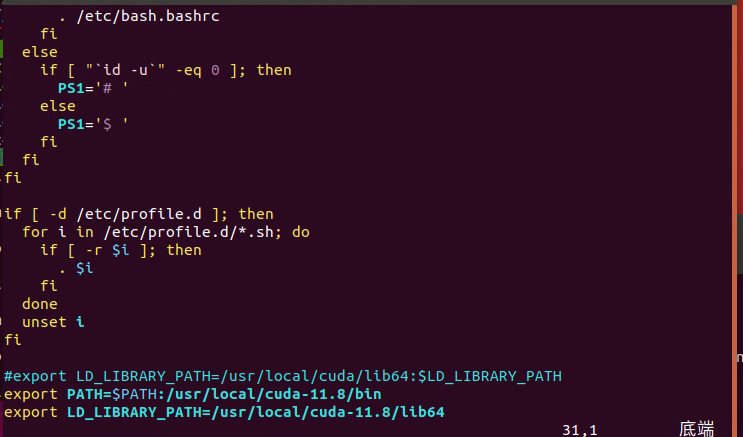 . /etc/bash.bashrc
fi
else
if [ "`id -u`" -eq 0 ]; then
PS1='# '
else
PS1='$ '
fi
fi
fi
if [ -d /etc/profile.d ]; then
for i in /etc/profile.d/*.sh; do
if [ -r $i ]; then
. $i
fi
done
unset i
fi
#export LD_LIBRARY_PATH=/usr/local/cuda/lib64:$LD_LIBRARY_PATH
export PATH=$PATH:/usr/local/cuda-11.8/bin
export LD_LIBRARY_PATH=/usr/local/cuda-11.8/lib64
31,1 底端